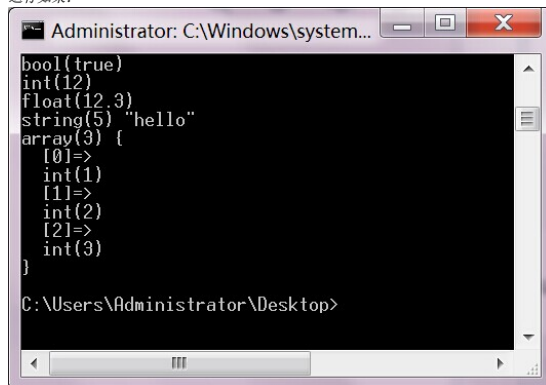 运行效果:
Administrator: C:\Windows\system...
bool(true)
int(12)
float(12.3)
string(5) "hello"
array(3) {
  [0]=>
  int(1)
  [1]=>
  int(2)
  [2]=>
  int(3)
}
C:\Users\Administrator\Desktop>